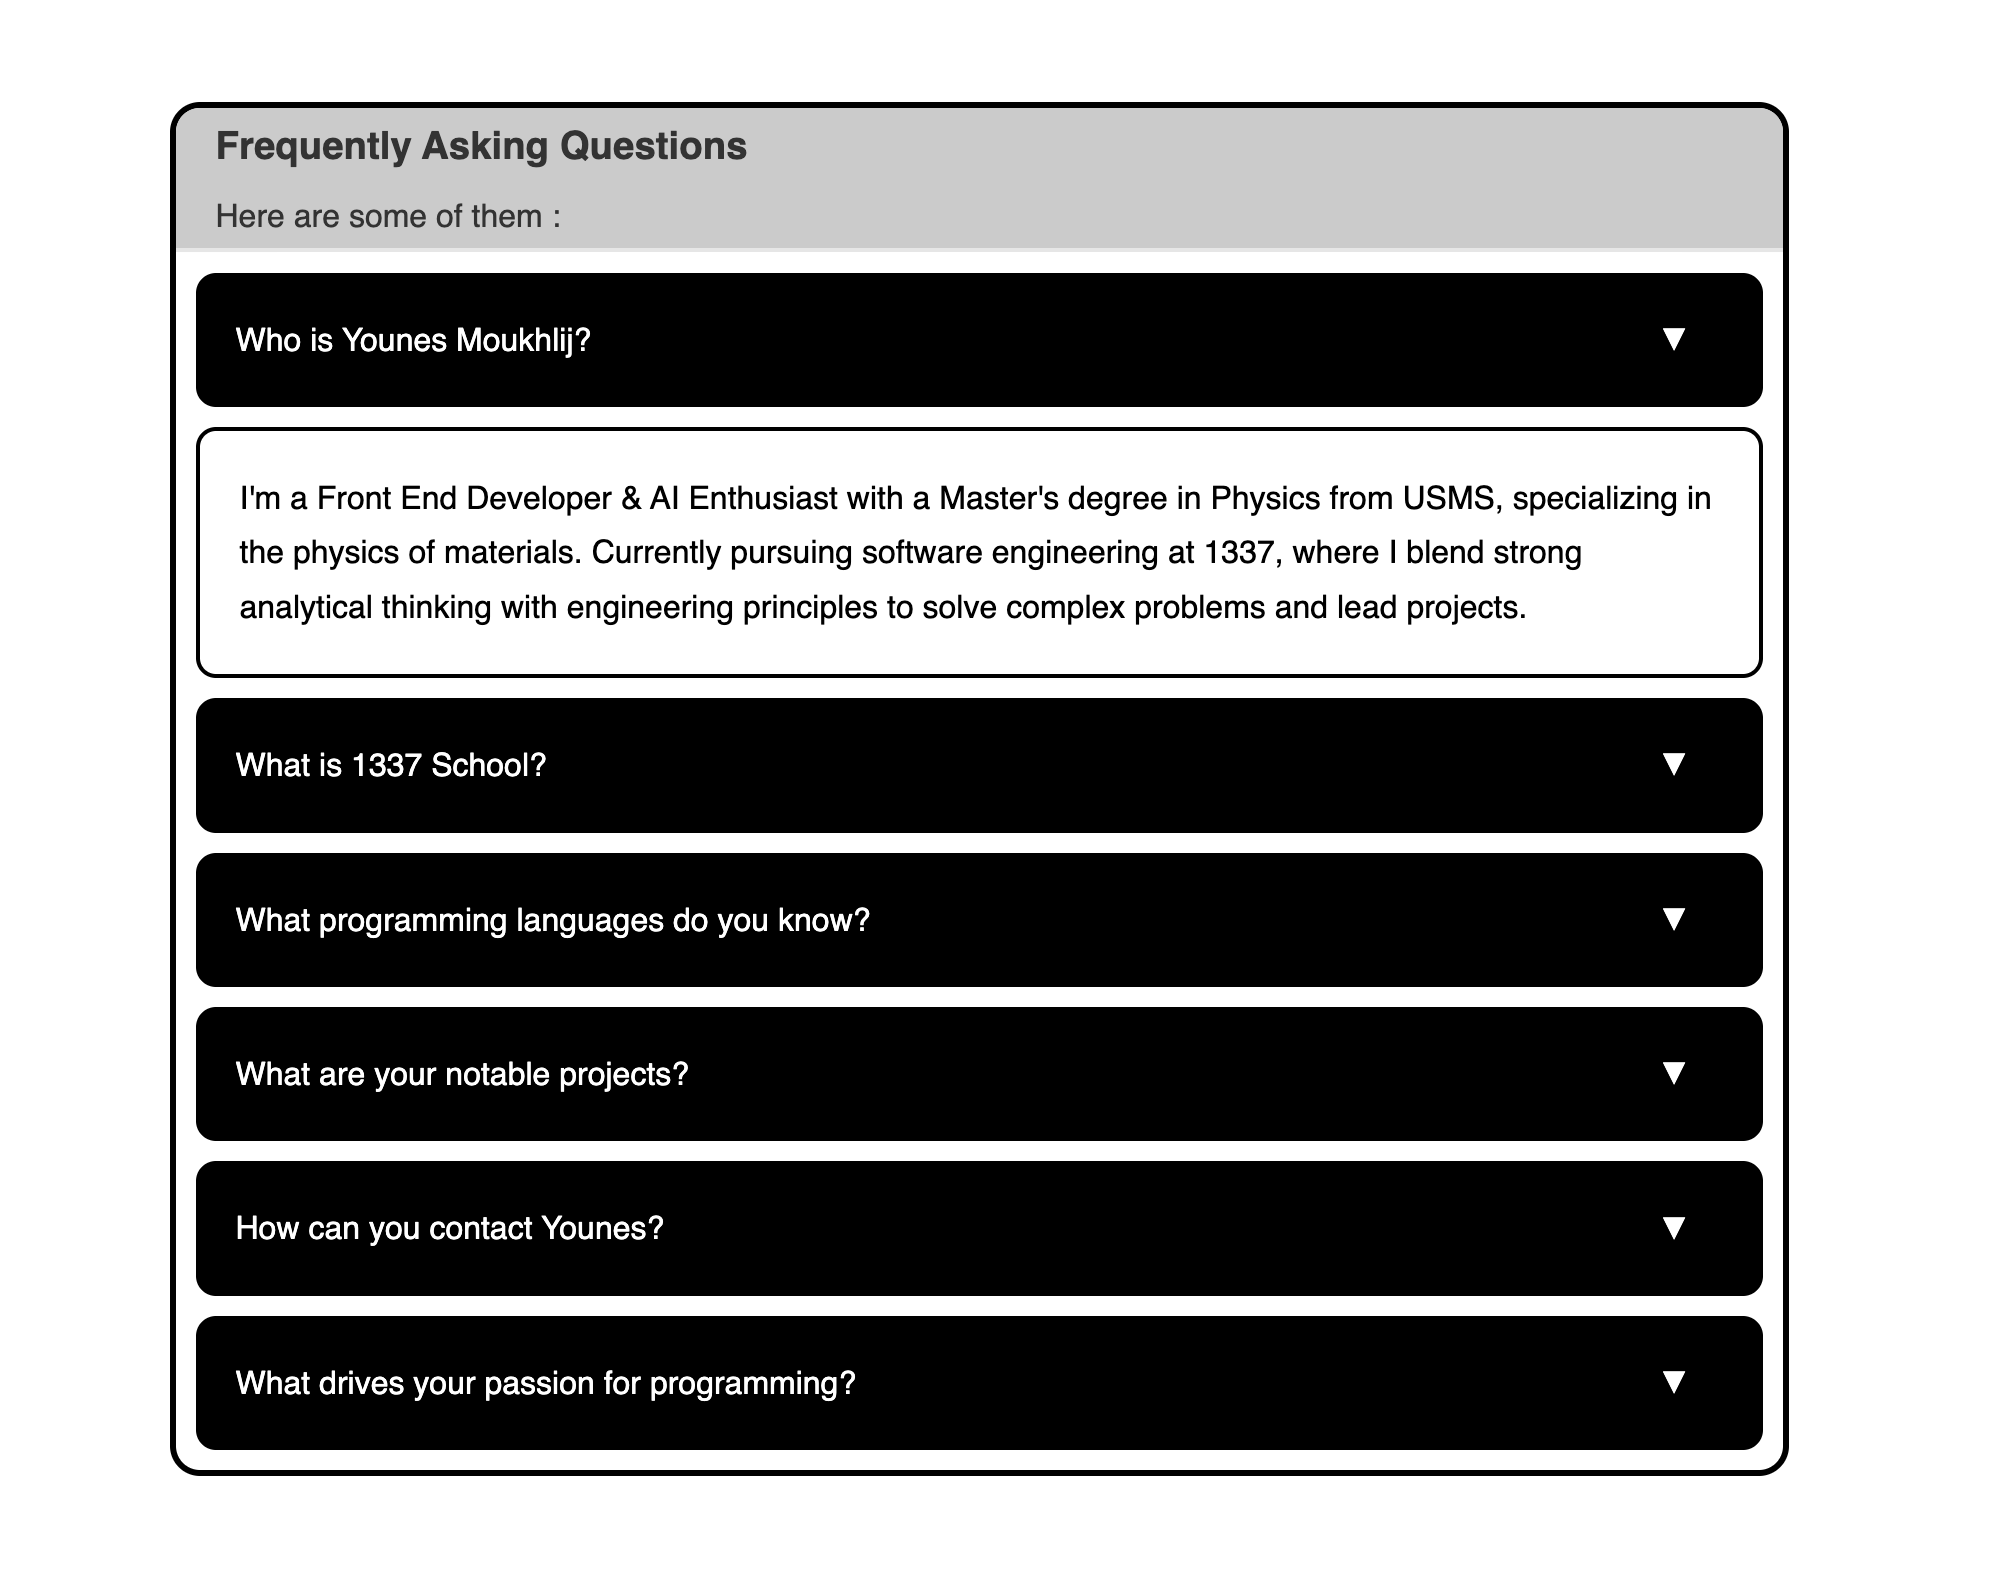 Frequently Asking Questions
Here are some of them :
Who is Younes Moukhlij?
I'm a Front End Developer & AI Enthusiast with a Master's degree in Physics from USMS, specializing in
the physics of materials. Currently pursuing software engineering at 1337, where I blend strong
analytical thinking with engineering principles to solve complex problems and lead projects.
What is 1337 School?
What programming languages do you know?
What are your notable projects?
How can you contact Younes?
What drives your passion for programming?